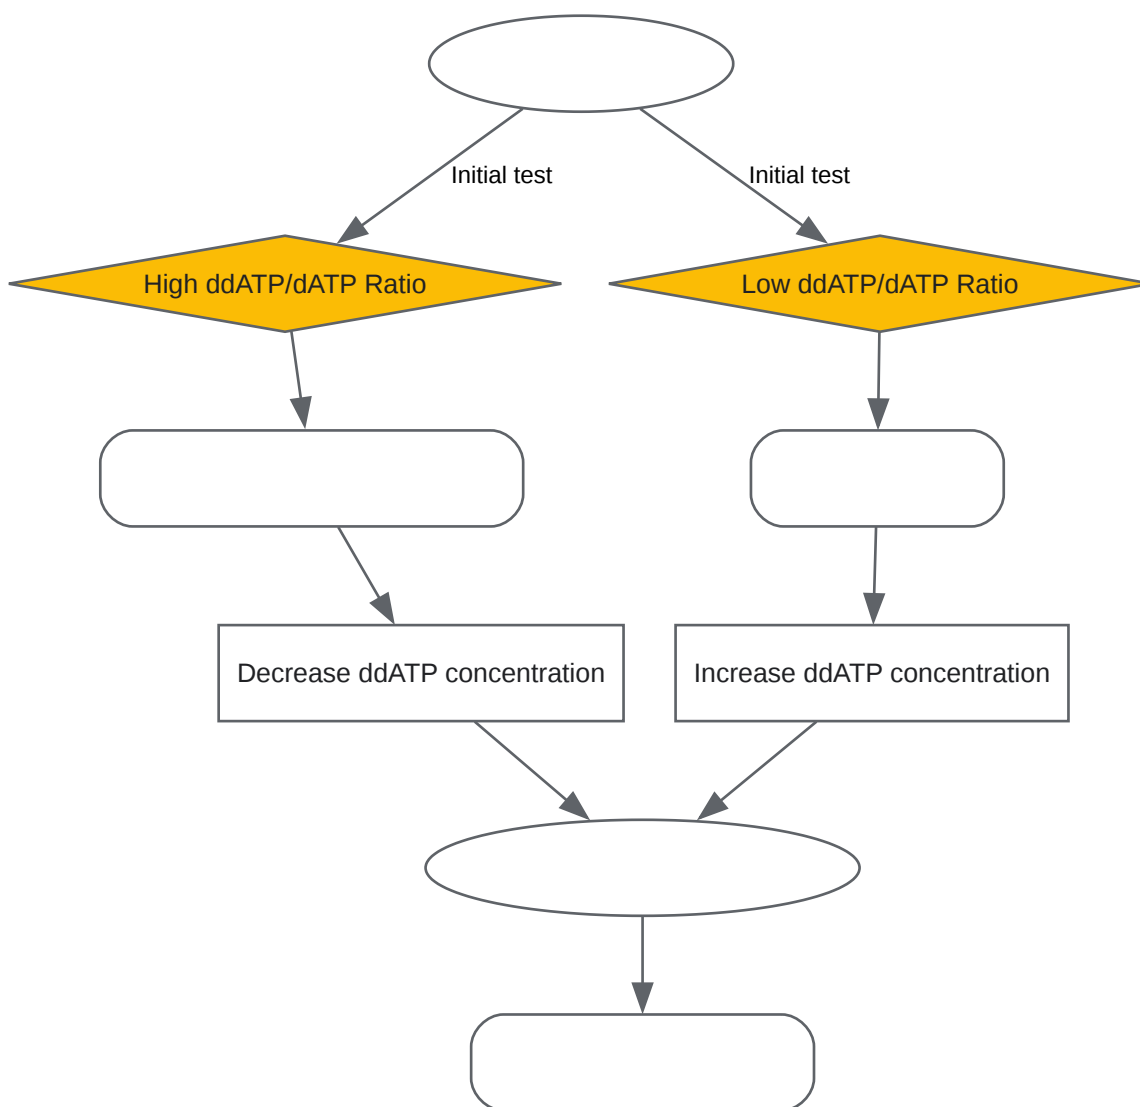 Initial test
Initial test
High ddATP/dATP Ratio
Low ddATP/dATP Ratio
Decrease ddATP concentration
Increase ddATP concentration